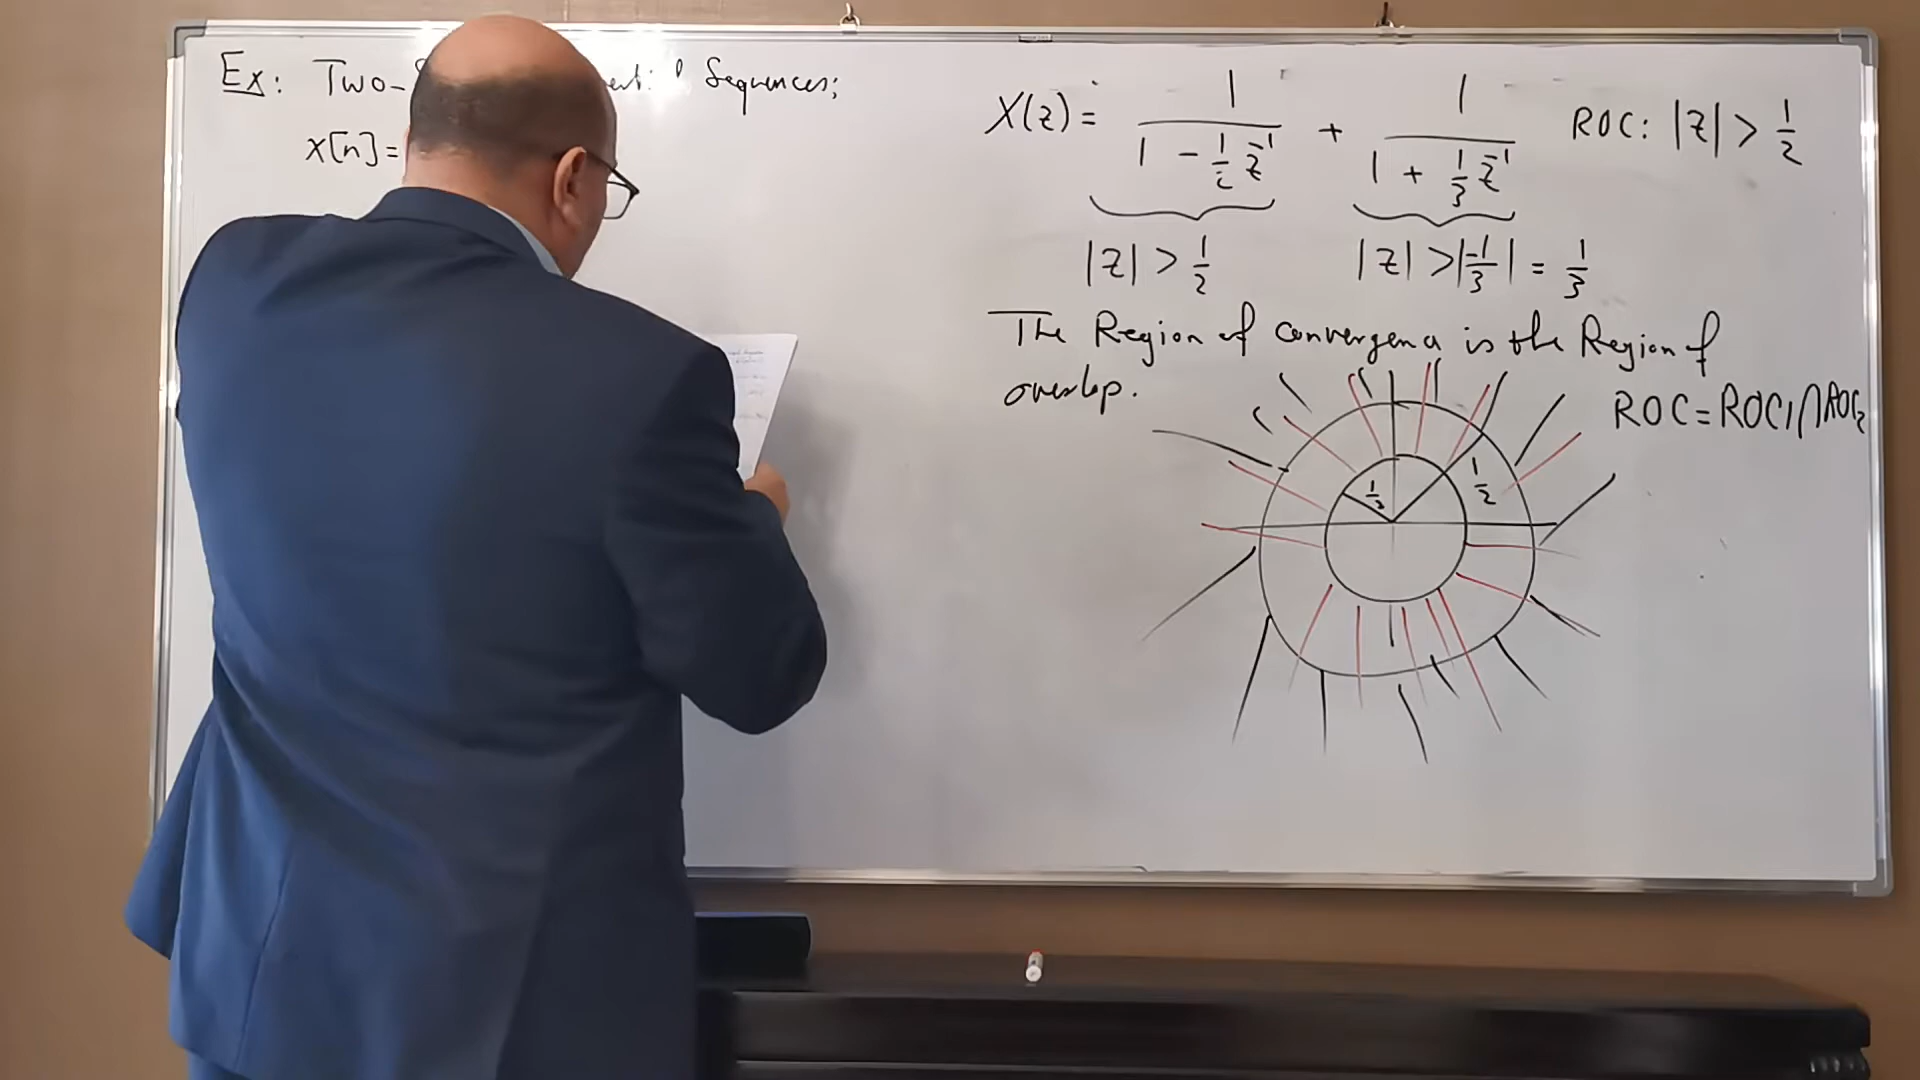 Ex: Two- Sequences;
x[n]=
X(z) = 1 / (1 - 1/2 z^-1) + 1 / (1 + 1/3 z^-1) ROC: |z| > 1/2
|z| > 1/2 |z| > |-1/3| = 1/3
The Region of convergence is the Region of
overlap.
ROC = ROC1 ∩ ROC2
1/3
1/2